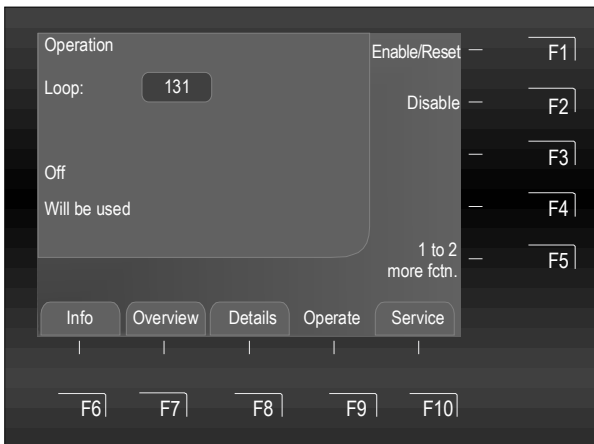 Operation
Enable/Reset
F1
Loop:
131
Disable
F2
F3
Off
Will be used
F4
1 to 2
more fctn.
F5
Info
Overview
Details
Operate
Service
F6
F7
F8
F9
F10